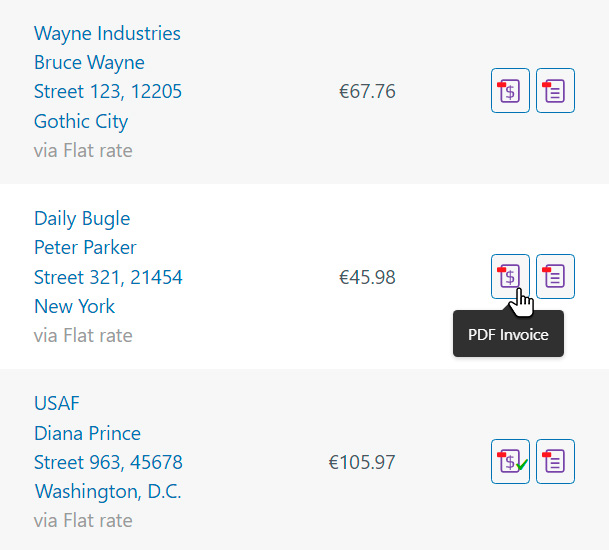 Wayne Industries
Bruce Wayne
Street 123, 12205
€67.76
$
Gothic City
via Flat rate
Daily Bugle
Peter Parker
Street 321, 21454
€45.98
$
New York
via Flat rate
PDF Invoice
USAF
Diana Prince
Street 963, 45678
€105.97
$
Washington, D.C.
via Flat rate